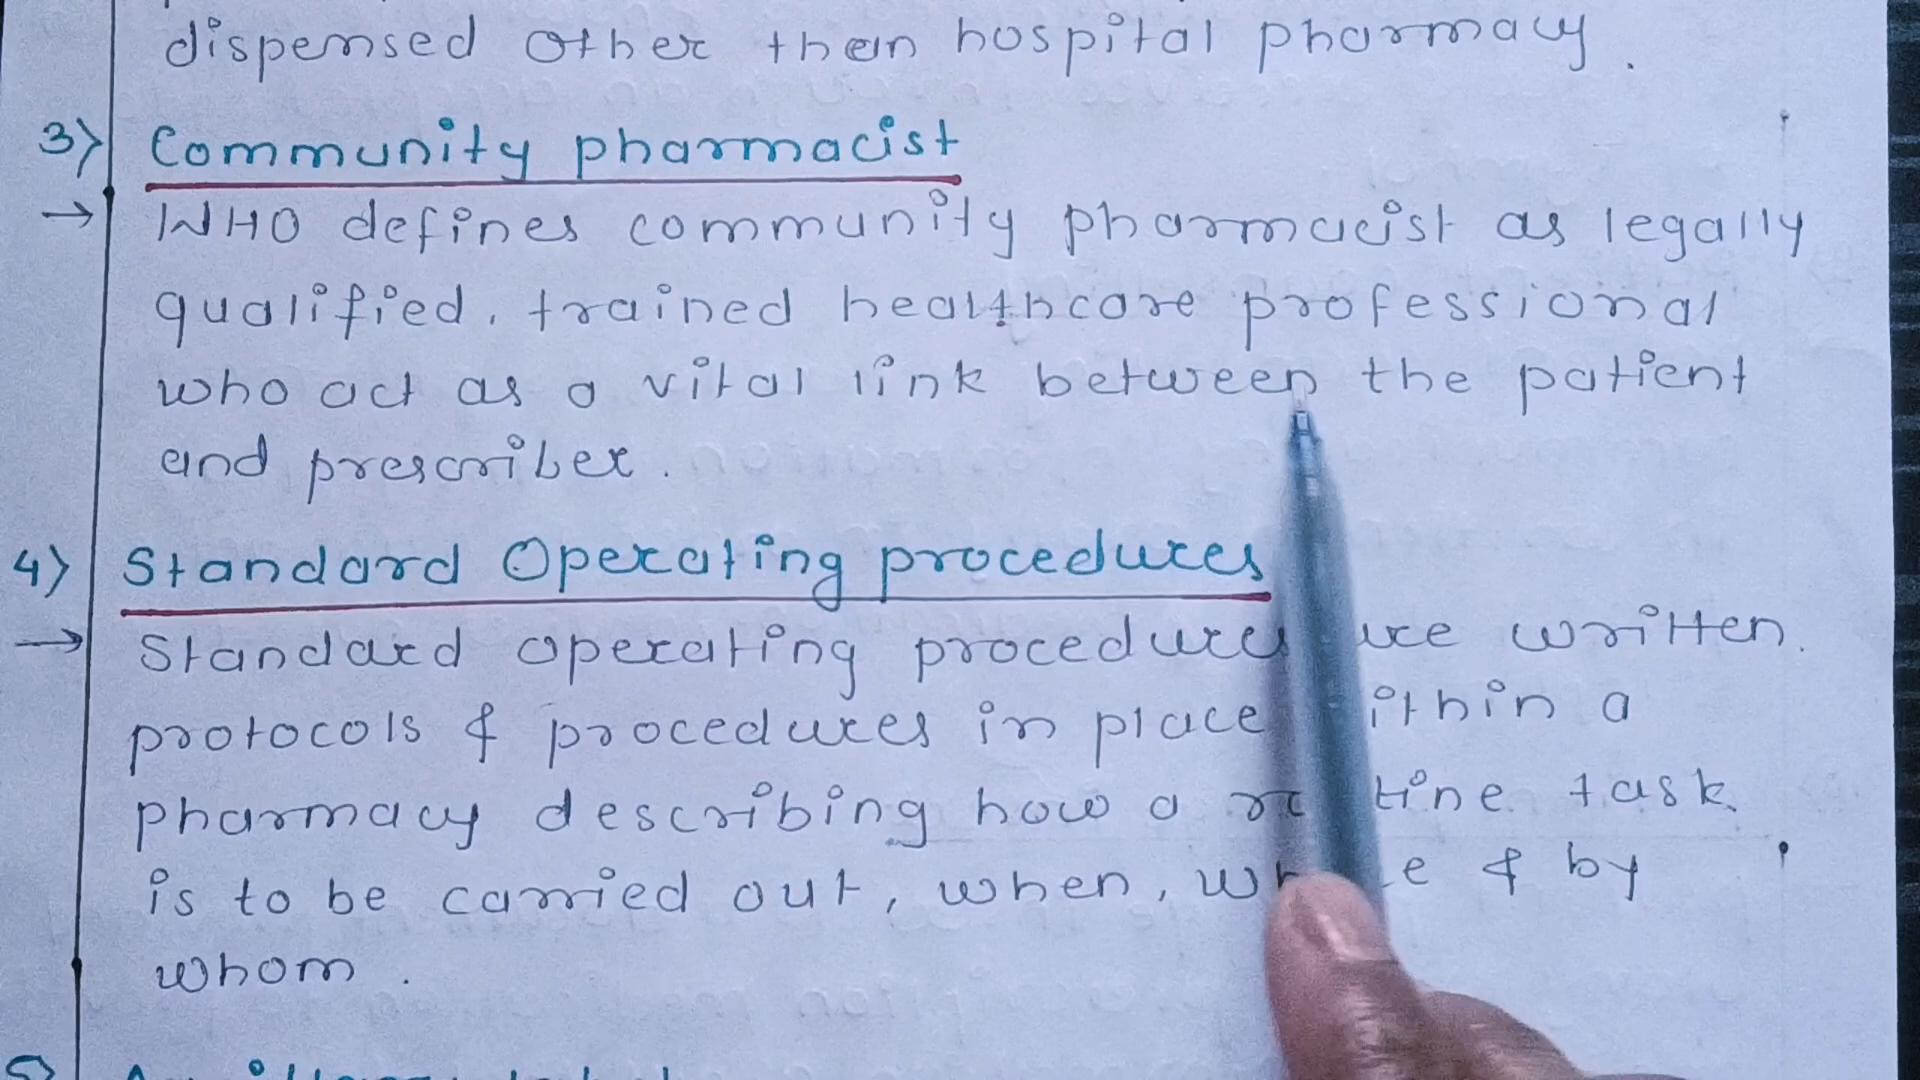 dispensed other than hospital pharmacy.
3) Community pharmacist
→ WHO defines community pharmacist as legally
qualified, trained healthcare professional
who act as a vital link between the patient
and prescriber.
4) Standard Operating procedures
→ Standard operating procedures are written
protocols & procedures in place within a
pharmacy describing how a routine task
is to be carried out, when, where & by
whom.
5)